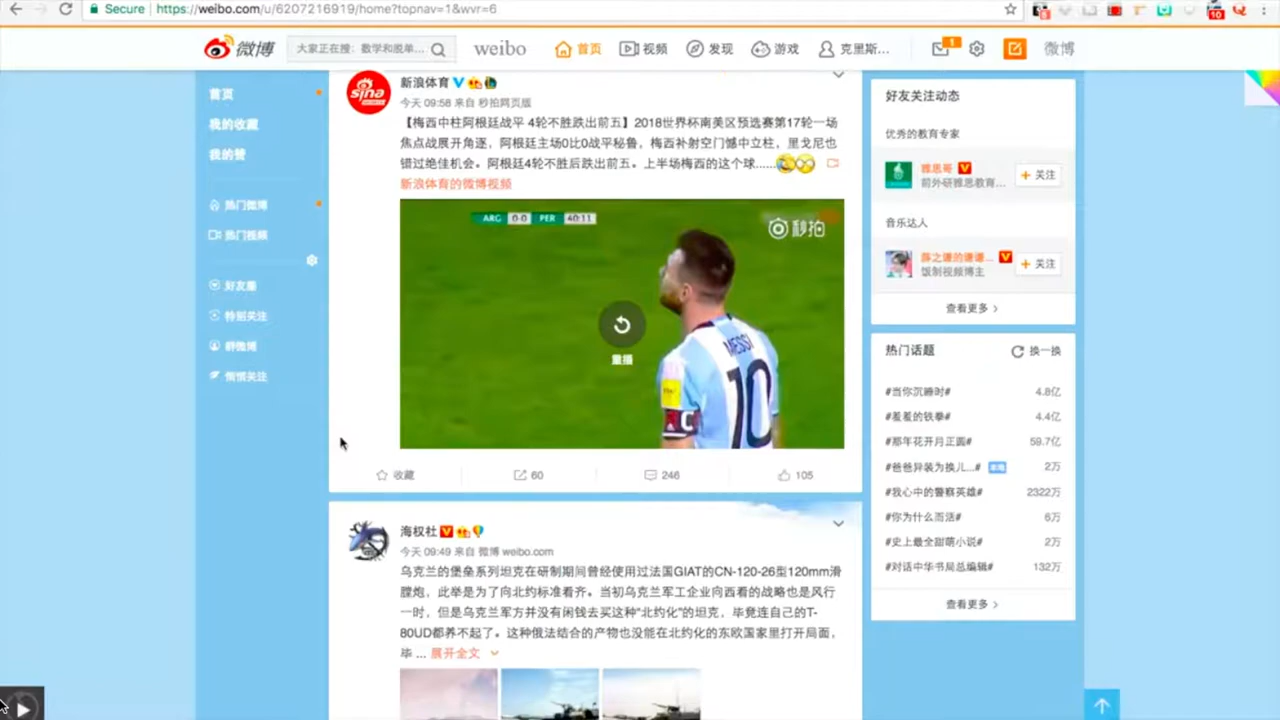 Secure https://weibo.com/u/6207216919/home?topnav=1&wvr=6
10
微博 大家正在搜：数学和脱单... weibo 首页 视频 发现 游戏 克里斯... 1 微博
首页
我的收藏
我的赞
热门微博
热门视频
好友圈
特别关注
群微博
悄悄关注
sina
新浪体育
今天 09:58 来自 秒拍网页版
【梅西中柱阿根廷战平 4轮不胜跌出前五】2018世界杯南美区预选赛第17轮一场
焦点战展开角逐，阿根廷主场0比0战平秘鲁，梅西补射空门憾中立柱，里戈尼也
错过绝佳机会。阿根廷4轮不胜后跌出前五。上半场梅西的这个球......
新浪体育的微博视频
ARG 0-0 PER 40:11
秒拍
重播
MESSI
10
C
收藏 60 246 105
海权社
今天 09:49 来自 微博 weibo.com
乌克兰的堡垒系列坦克在研制期间曾经使用过法国GIAT的CN-120-26型120mm滑
膛炮，此举是为了向北约标准看齐。当初乌克兰军工企业向西看的战略也是风行
一时，但是乌克兰军方并没有闲钱去买这种“北约化”的坦克，毕竟连自己的T-
80UD都养不起了。这种俄法结合的产物也没能在北约化的东欧国家里打开局面，
毕 ... 展开全文
好友关注动态
优秀的教育专家
雅思哥
前外研雅思教育...
+ 关注
音乐达人
薛之谦的谦谦...
饭制视频博主
+ 关注
查看更多 >
热门话题 换一换
#当你沉睡时# 4.8亿
#羞羞的铁拳# 4.4亿
#那年花开月正圆# 59.7亿
#爸爸异装为换儿...# 2万
#我心中的警察英雄# 2322万
#你为什么而活# 6万
#史上最全甜萌小说# 2万
#对话中华书局总编辑# 132万
查看更多 >